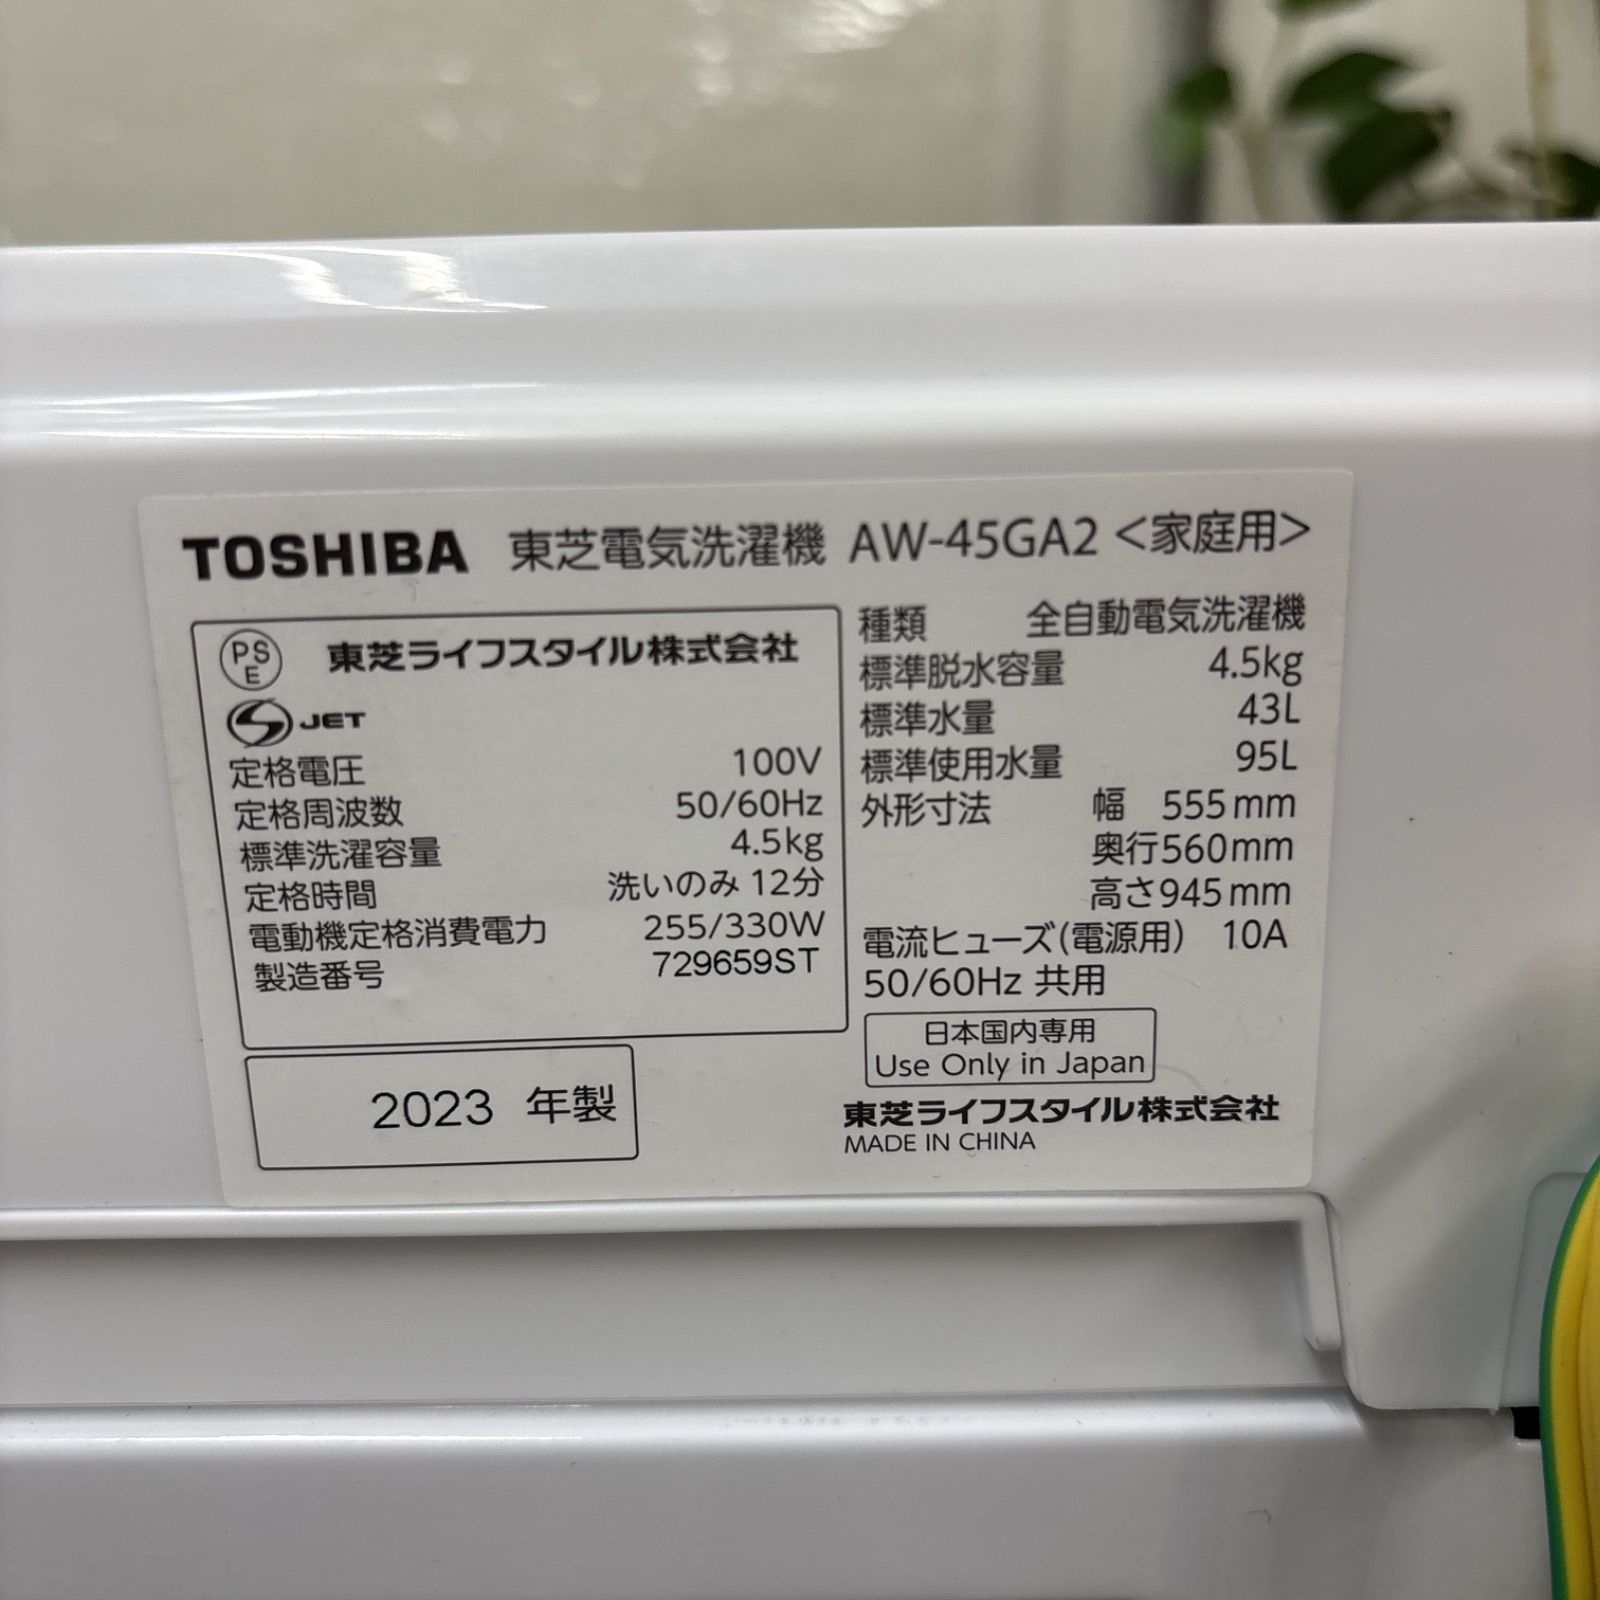 TOSHIBA 東芝電気洗濯機 AW-45GA2 <家庭用>
PSE 東芝ライフスタイル株式会社
S JET
定格電圧 100V
定格周波数 50/60Hz
標準洗濯容量 4.5kg
定格時間 洗いのみ 12分
電動機定格消費電力 255/330W
製造番号 729659ST
2023 年製
種類 全自動電気洗濯機
標準脱水容量 4.5kg
標準水量 43L
標準使用水量 95L
外形寸法 幅 555mm
奥行560mm
高さ945mm
電流ヒューズ(電源用) 10A
50/60Hz 共用
日本国内専用
Use Only in Japan
東芝ライフスタイル株式会社
MADE IN CHINA